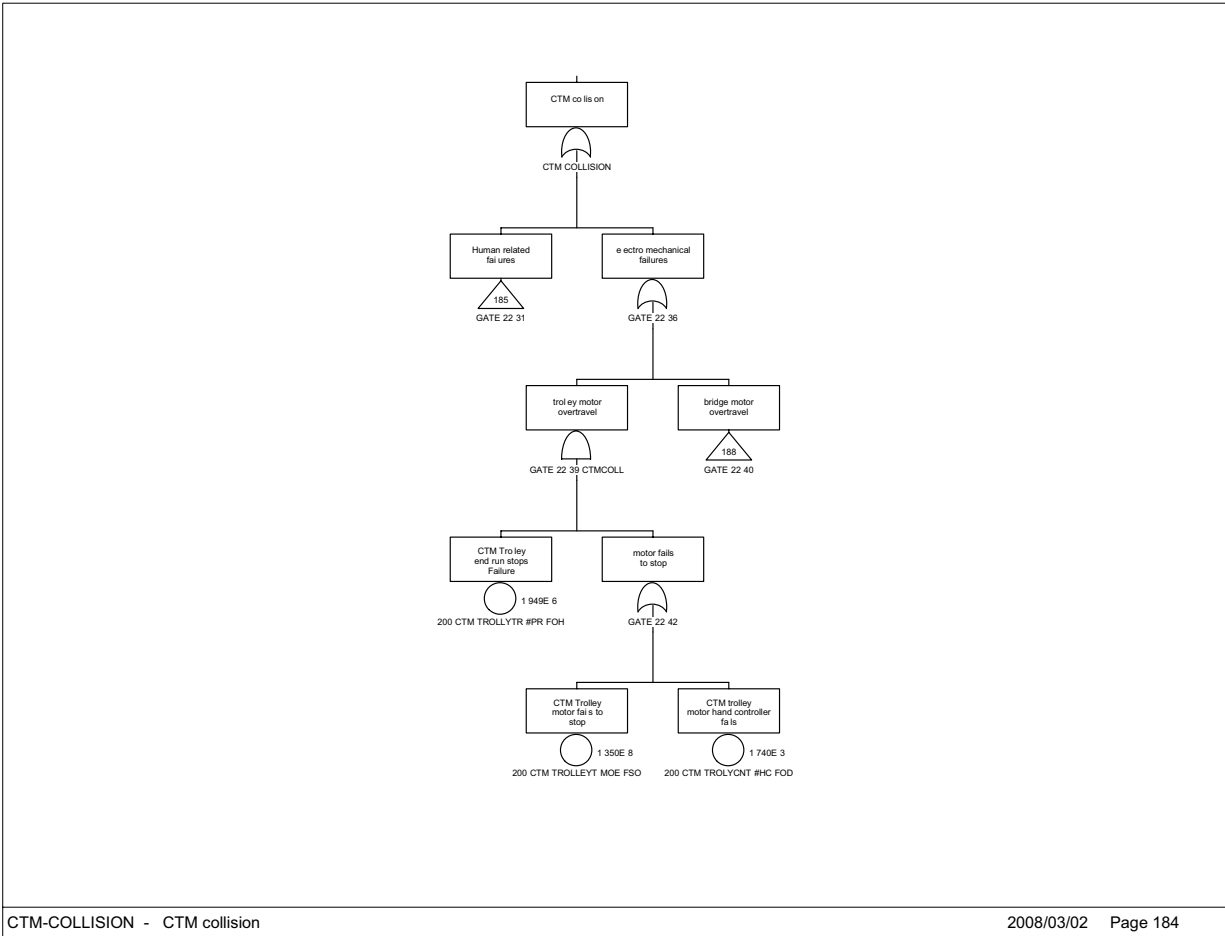 CTM co lis on
CTM COLLISION
Human related
fai ures
185
GATE 22 31
e ectro mechanical
failures
GATE 22 36
trol ey motor
overtravel
GATE 22 39 CTMCOLL
bridge motor
overtravel
188
GATE 22 40
CTM Tro ley
end run stops
Failure
1 949E 6
200 CTM TROLLYTR #PR FOH
motor fails
to stop
GATE 22 42
CTM Trolley
motor fai s to
stop
1 350E 8
200 CTM TROLLEYT MOE FSO
CTM trolley
motor hand controller
fa ls
1 740E 3
200 CTM TROLYCNT #HC FOD
CTM-COLLISION - CTM collision
2008/03/02 Page 184